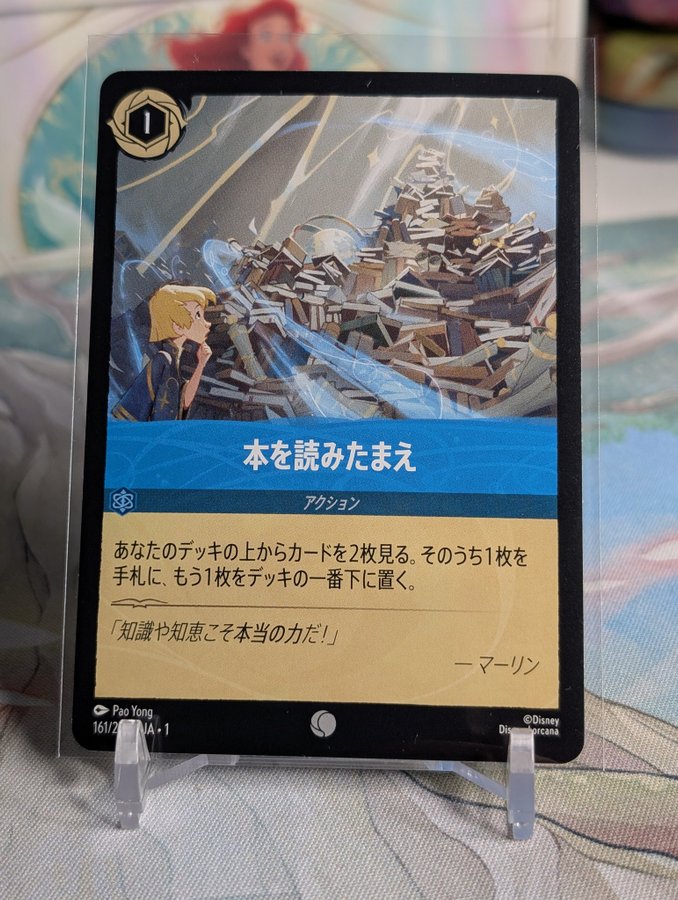 1
本を読みたまえ
アクション
あなたのデッキの上からカードを2枚見る。そのうち1枚を
手札に、もう1枚をデッキの一番下に置く。
「知識や知恵こそ本当の力だ!」
— マーリン
Pao Yong
161/2 JA • 1
©Disney